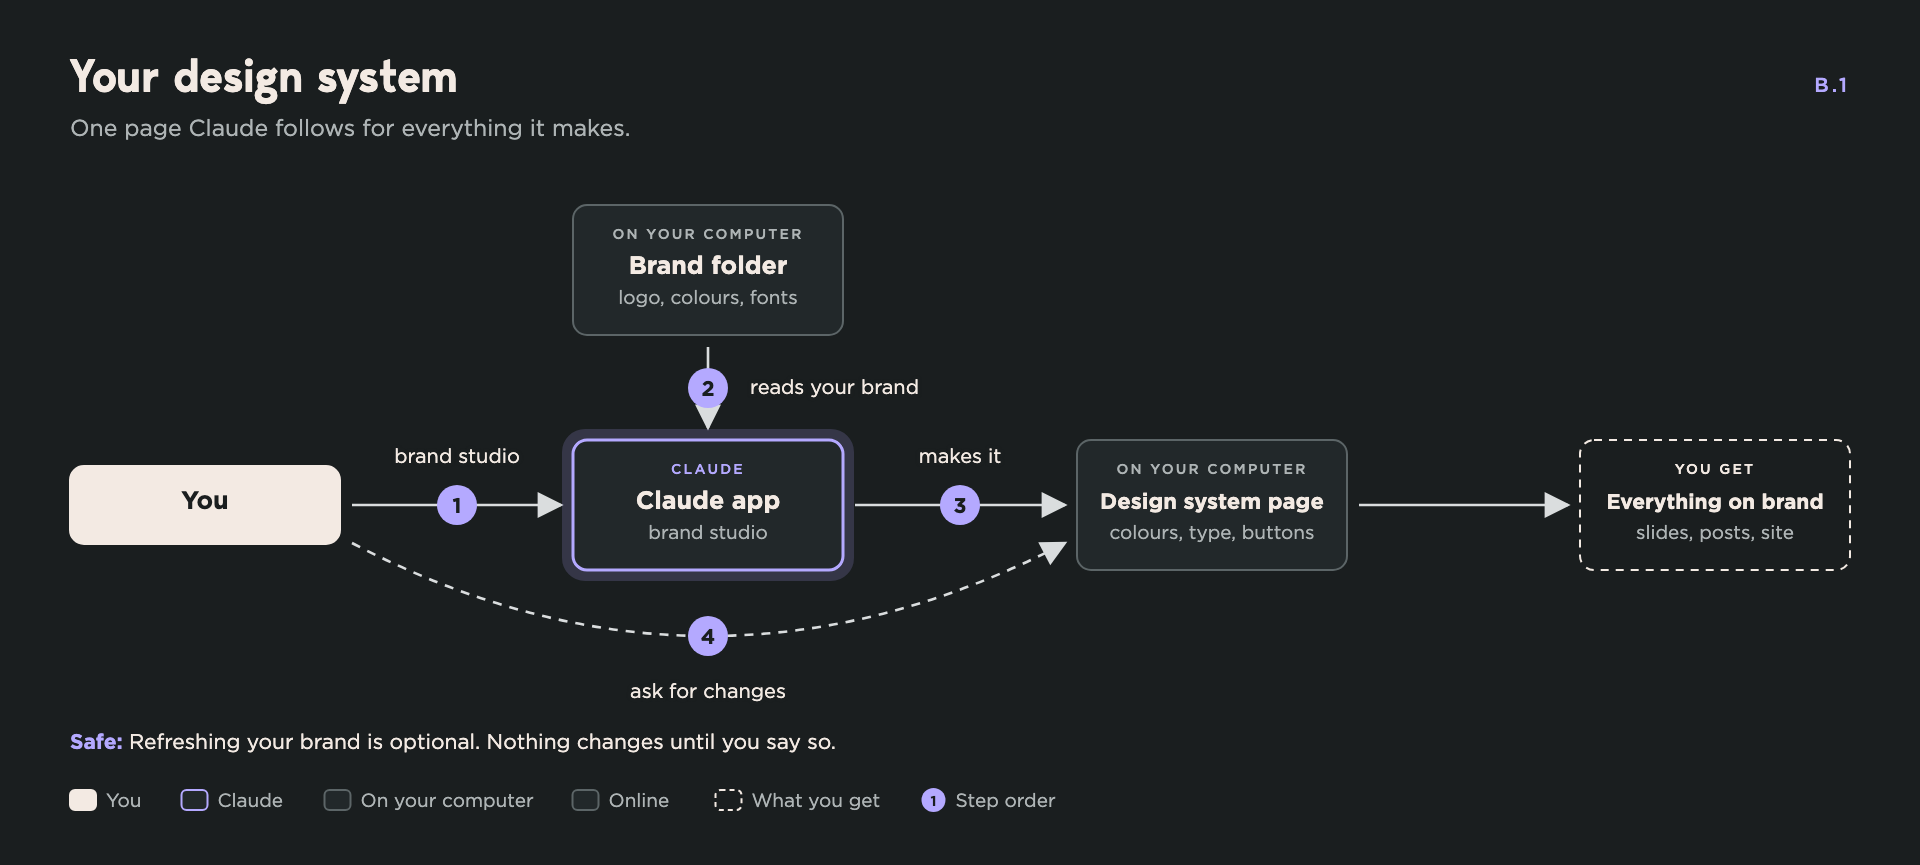 Your design system
B.1
One page Claude follows for everything it makes.
ON YOUR COMPUTER
Brand folder
logo, colours, fonts
2
reads your brand
You
brand studio
1
CLAUDE
Claude app
brand studio
makes it
3
ON YOUR COMPUTER
Design system page
colours, type, buttons
YOU GET
Everything on brand
slides, posts, site
4
ask for changes
Safe: Refreshing your brand is optional. Nothing changes until you say so.
You
Claude
On your computer
Online
What you get
1
Step order